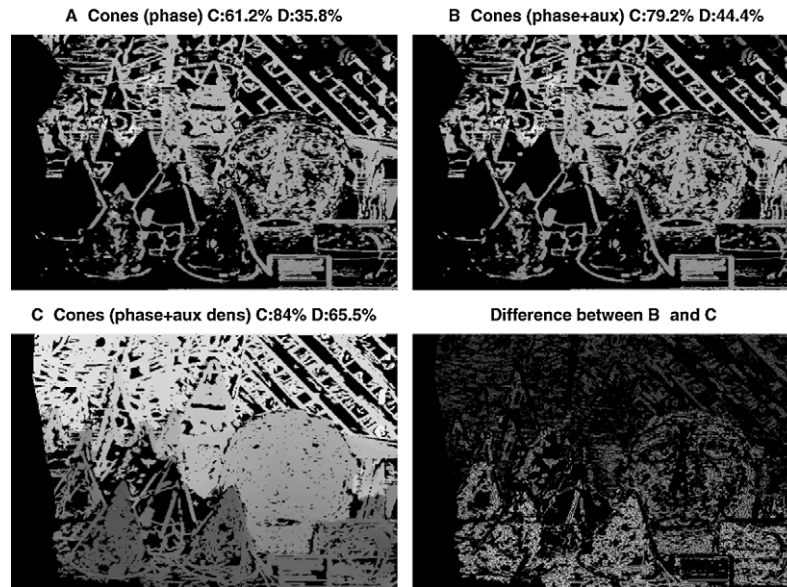 A Cones (phase) C:61.2% D:35.8%
B Cones (phase+aux) C:79.2% D:44.4%
C Cones (phase+aux dens) C:84% D:65.5%
Difference between B and C